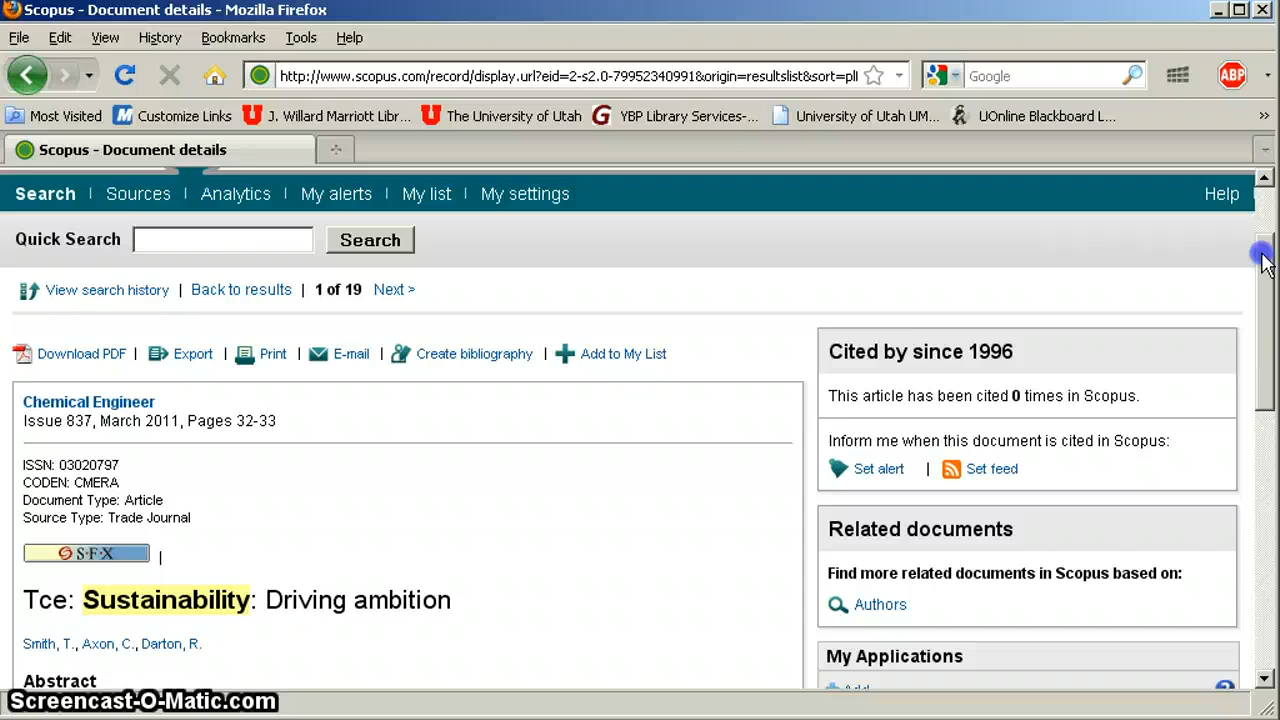 Scopus - Document details - Mozilla Firefox
File Edit View History Bookmarks Tools Help
http://www.scopus.com/record/display.url?eid=2-s2.0-79952340991&origin=resultslist&sort=pl Google ABP
Most Visited Customize Links J. Willard Marriott Libr... The University of Utah YBP Library Services-... University of Utah UM... UOnline Blackboard L... »
Scopus - Document details
Search | Sources | Analytics | My alerts | My list | My settings Help
Quick Search Search
View search history | Back to results | 1 of 19 Next >
Download PDF | Export | Print | E-mail | Create bibliography | Add to My List
Chemical Engineer
Issue 837, March 2011, Pages 32-33
ISSN: 03020797
CODEN: CMERA
Document Type: Article
Source Type: Trade Journal
S·F·X |
Tce: Sustainability: Driving ambition
Smith, T., Axon, C., Darton, R.
Abstract
Cited by since 1996
This article has been cited 0 times in Scopus.
Inform me when this document is cited in Scopus:
Set alert | Set feed
Related documents
Find more related documents in Scopus based on:
Authors
My Applications
Screencast-O-Matic.com